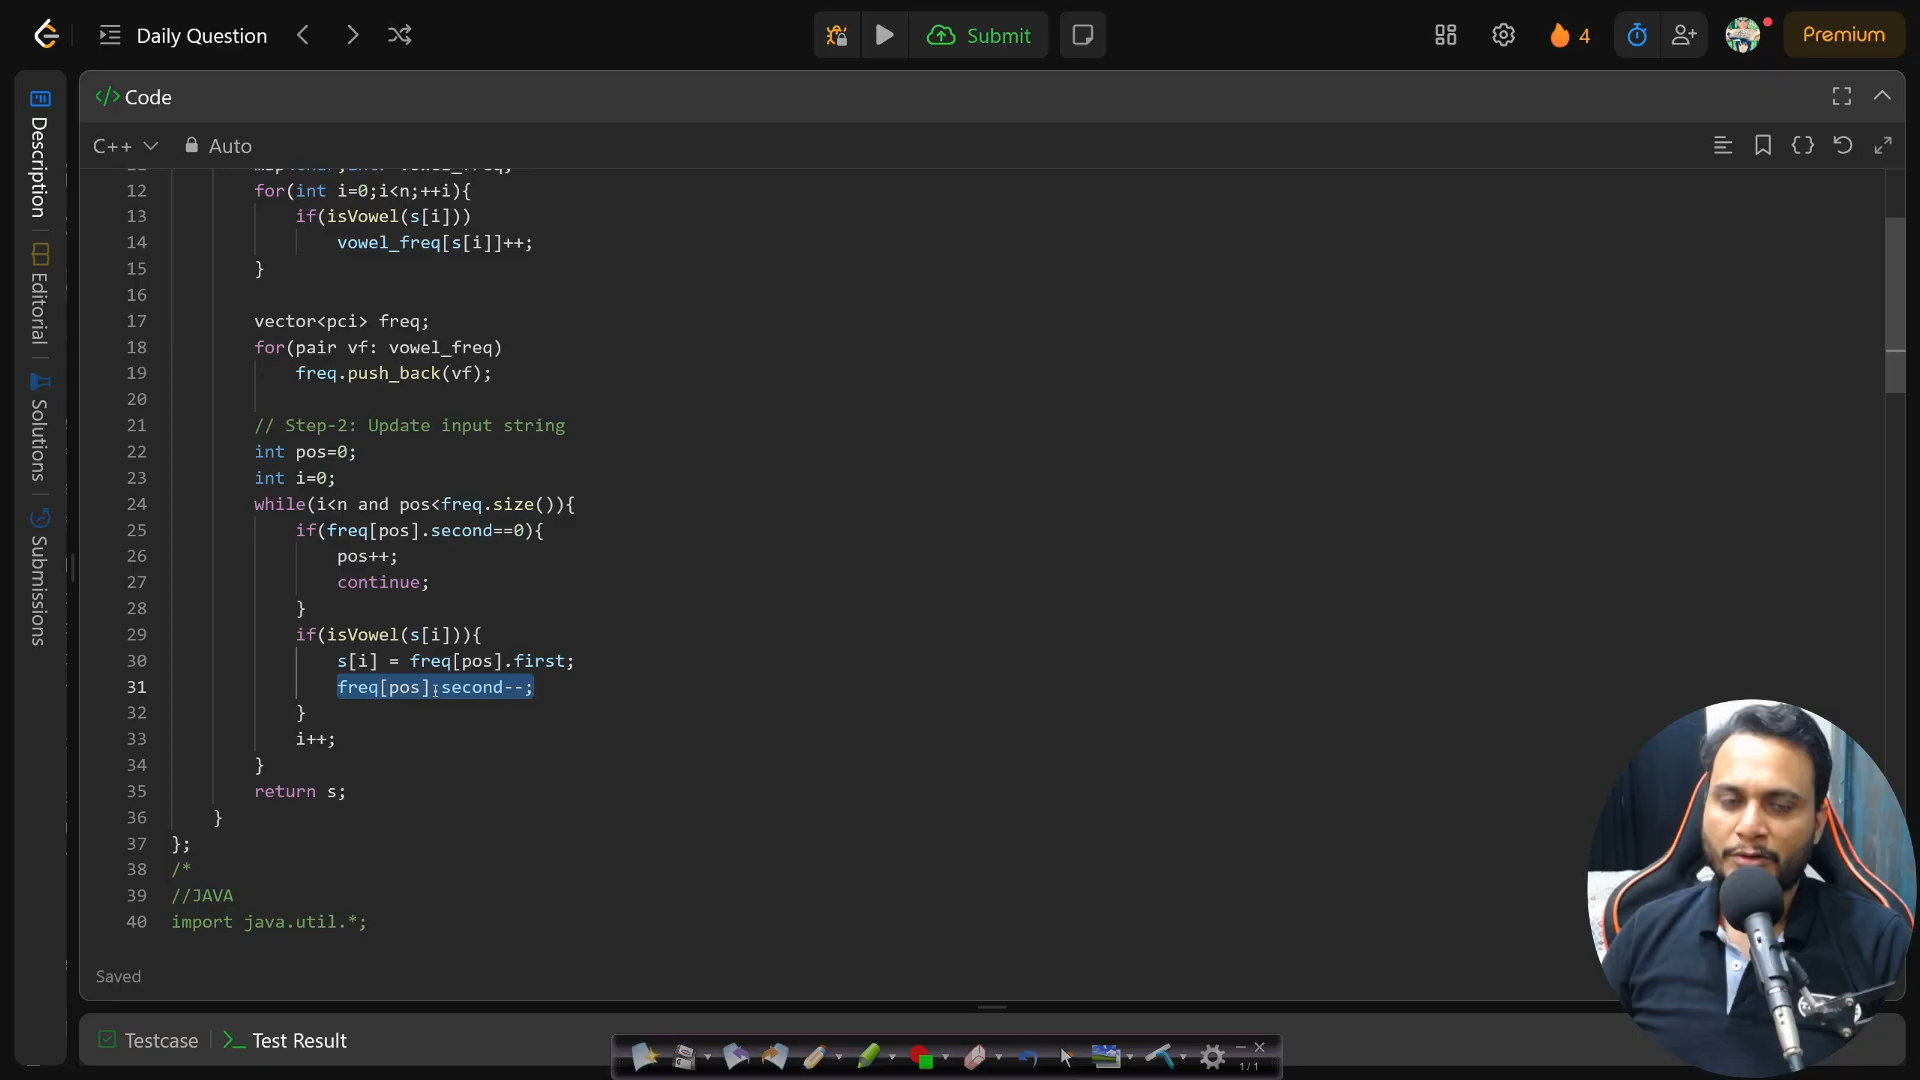 Daily Question
Submit
4
Premium
</> Code
C++
Auto
Description
Editorial
Solutions
Submissions
12 for(int i=0;i<n;++i){
13 if(isVowel(s[i]))
14 vowel_freq[s[i]]++;
15 }
16
17 vector<pci> freq;
18 for(pair vf: vowel_freq)
19 freq.push_back(vf);
20
21 // Step-2: Update input string
22 int pos=0;
23 int i=0;
24 while(i<n and pos<freq.size()){
25 if(freq[pos].second==0){
26 pos++;
27 continue;
28 }
29 if(isVowel(s[i])){
30 s[i] = freq[pos].first;
31 freq[pos].second--;
32 }
33 i++;
34 }
35 return s;
36 }
37 };
38 /*
39 //JAVA
40 import java.util.*;
Saved
Testcase
Test Result
1/1